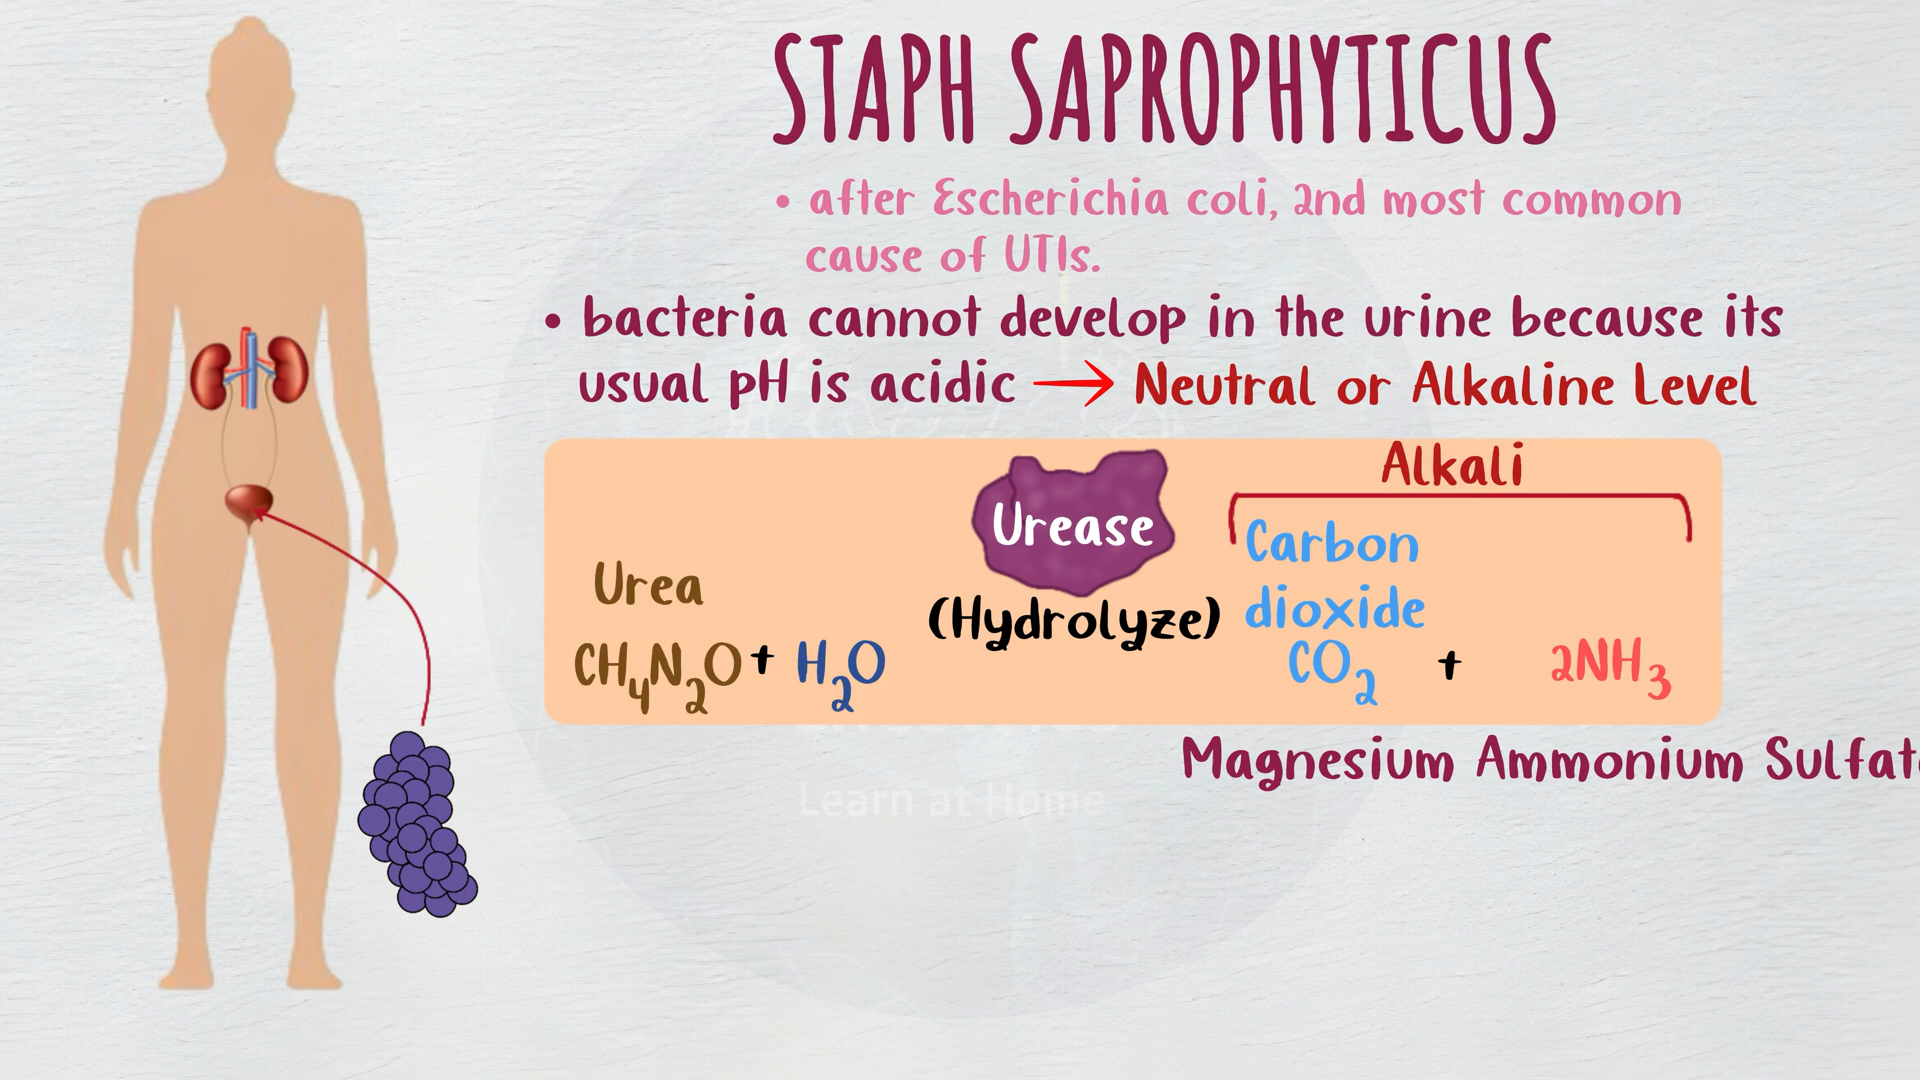 STAPH SAPROPHYTICUS
• after Escherichia coli, 2nd most common
cause of UTIs.
• bacteria cannot develop in the urine because its
usual pH is acidic → Neutral or Alkaline Level
Alkali
Urease
Carbon
Urea
(Hydrolyze)
dioxide
CH₄N₂O + H₂O
CO₂ + 2NH₃
Magnesium Ammonium Sulfat
Learn at Home